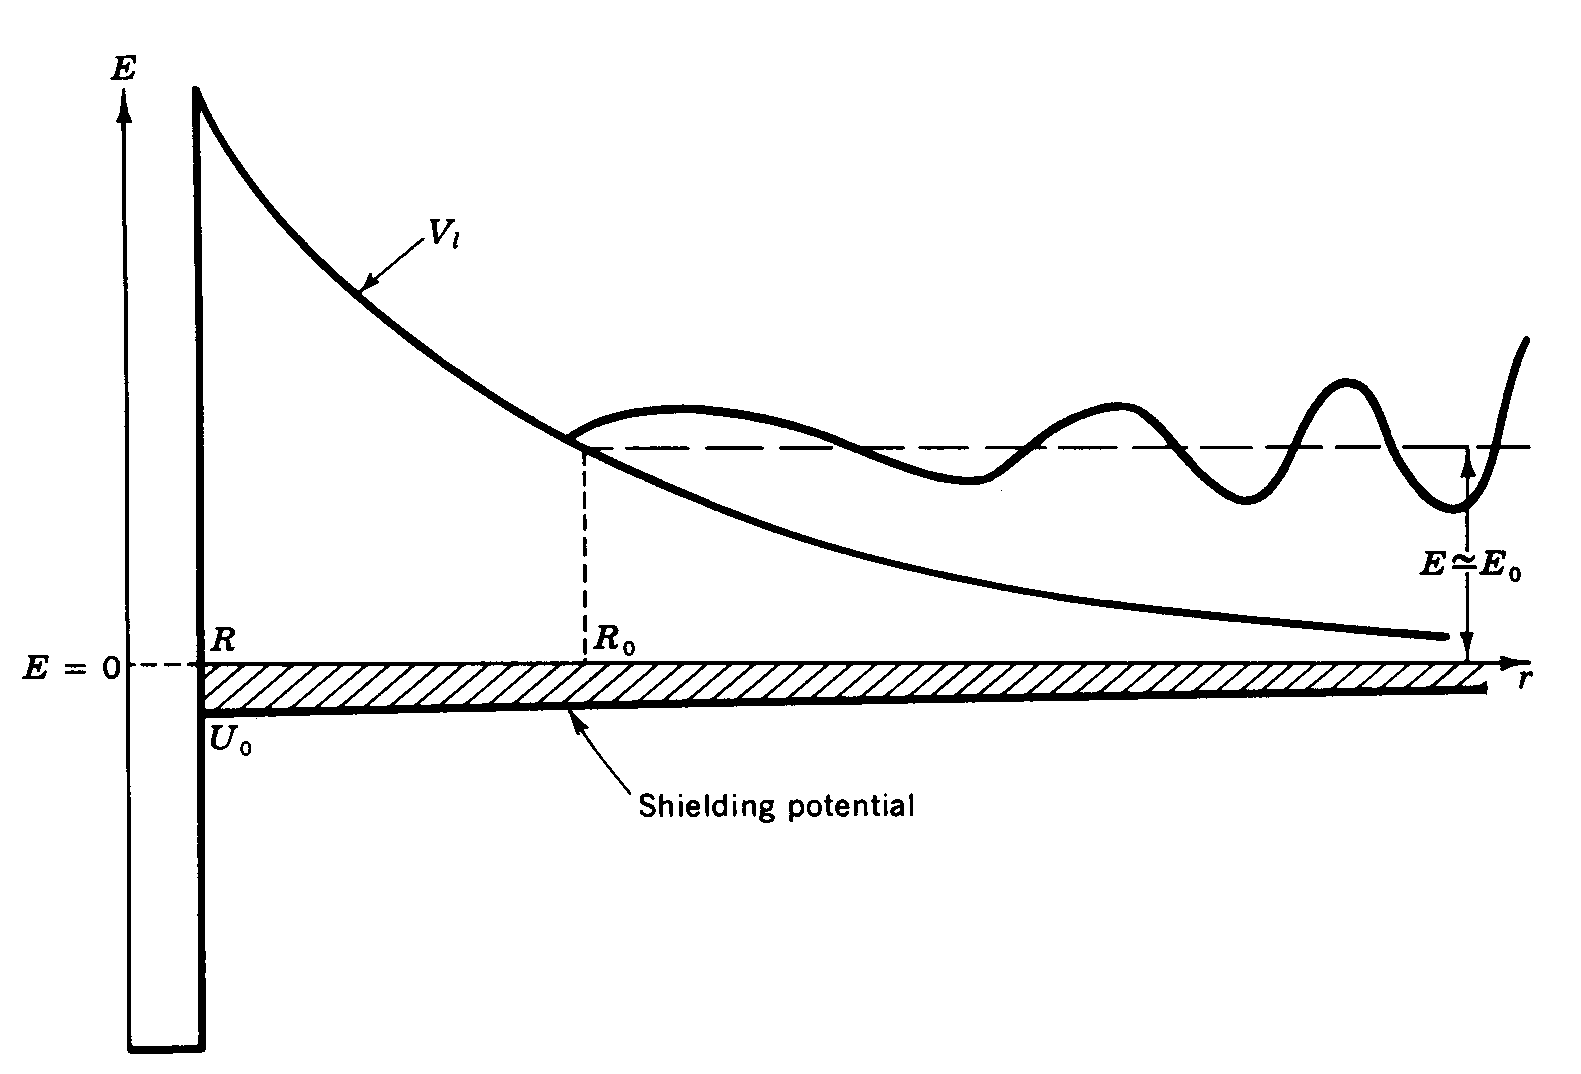 E
V_l
E ≃ E_0
R
R_0
E = 0
r
U_0
Shielding potential